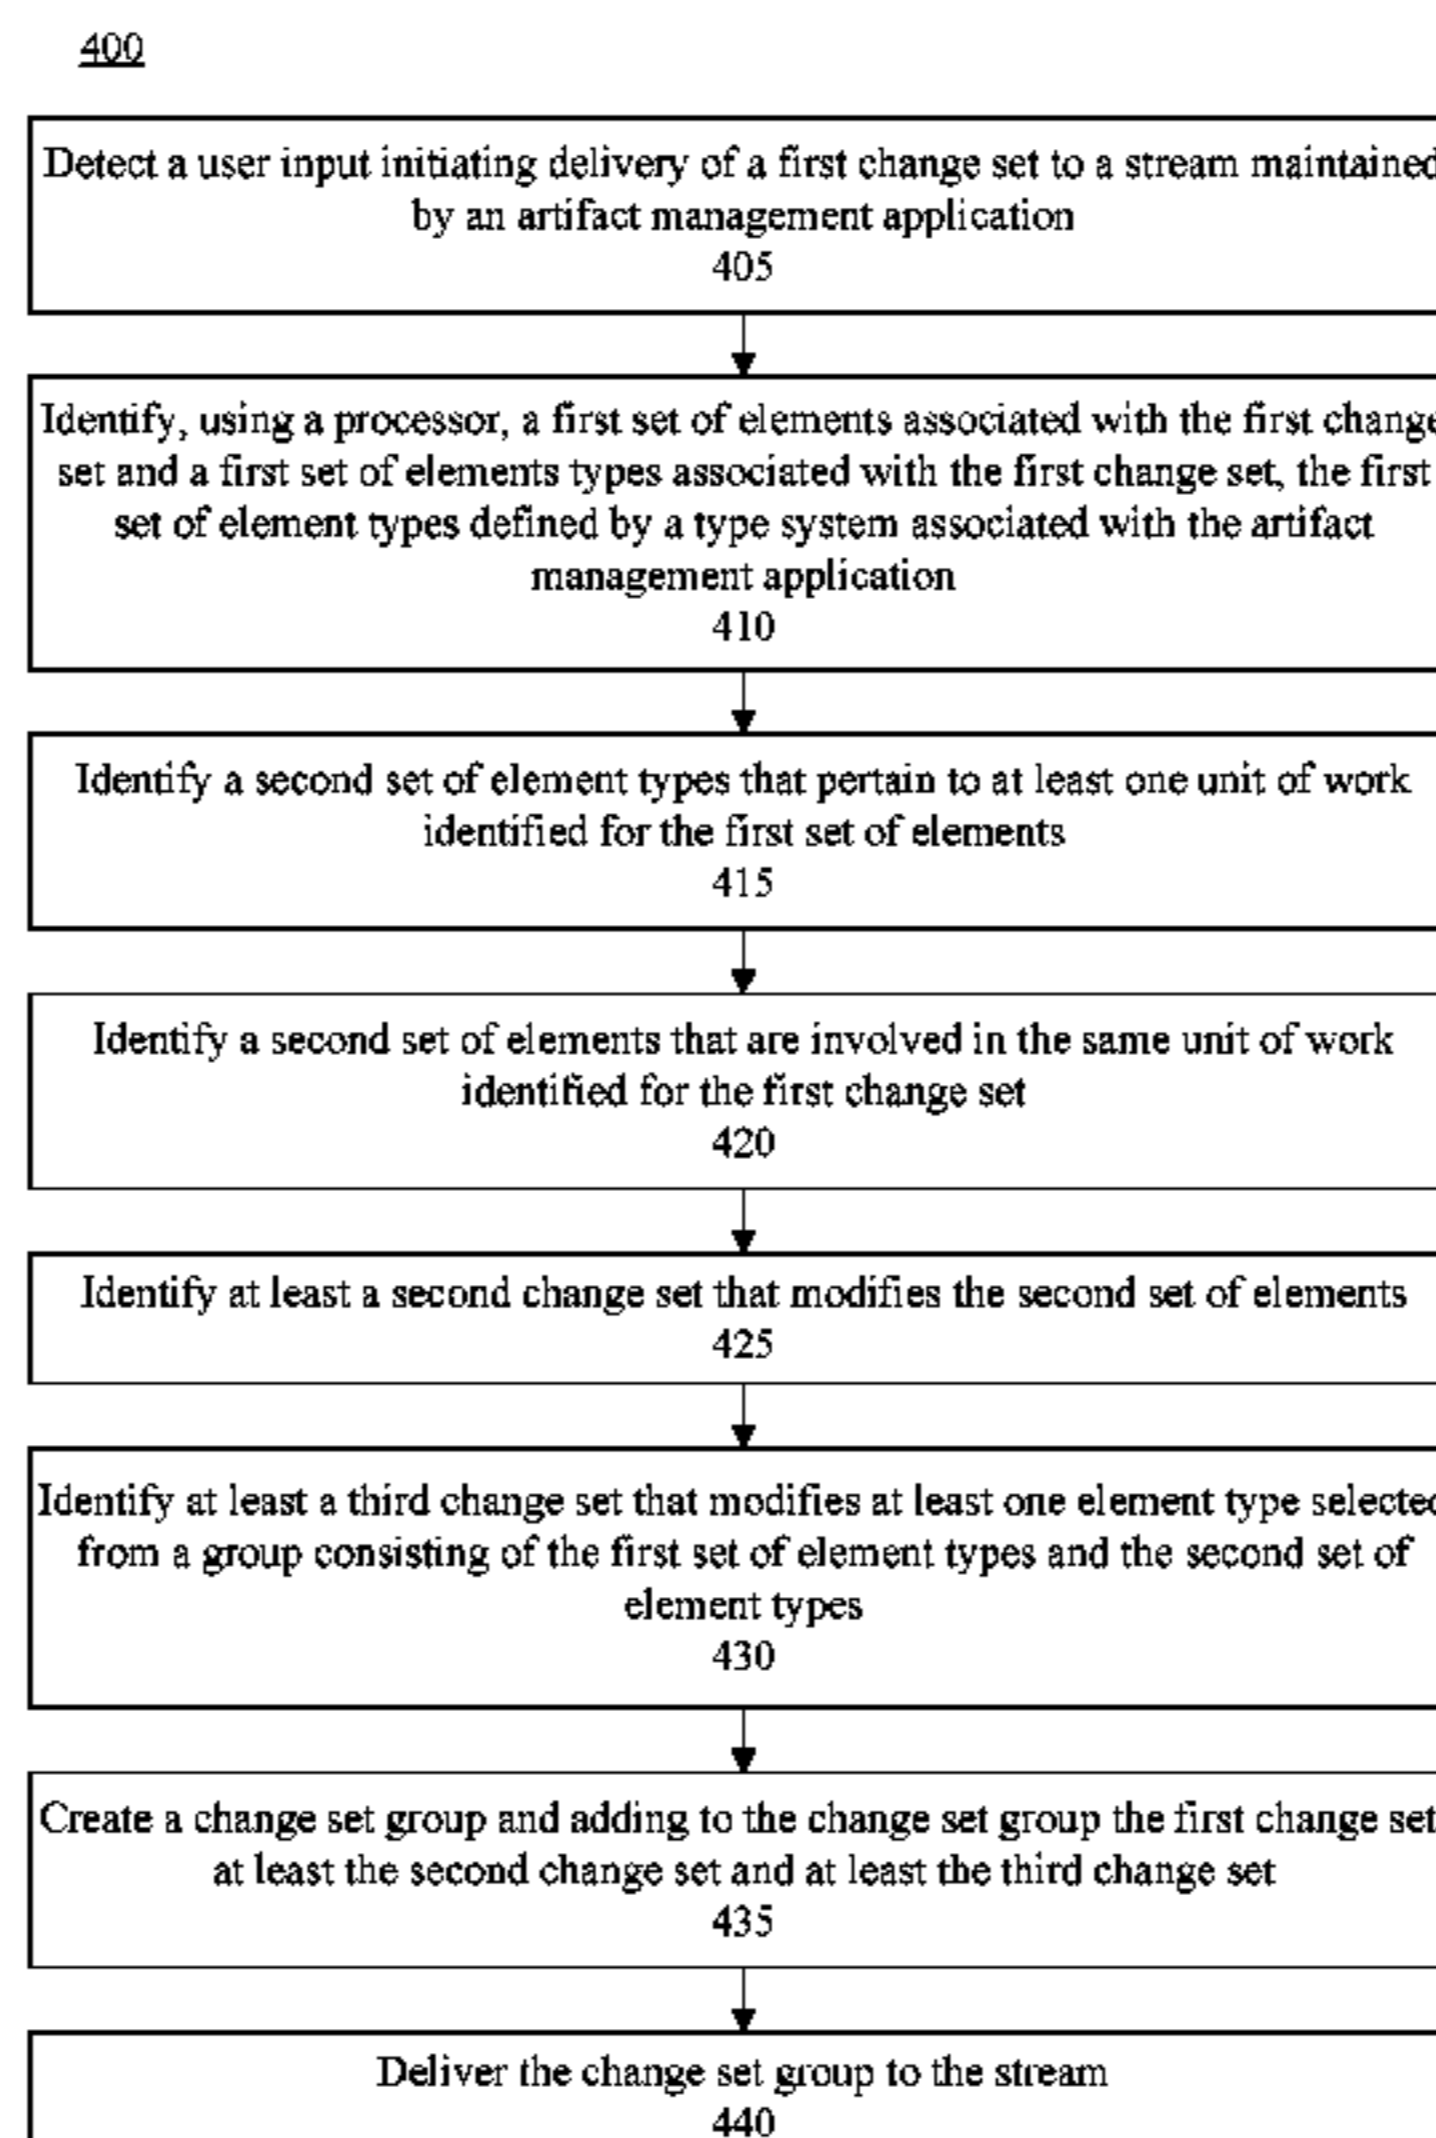 400
Detect a user input initiating delivery of a first change set to a stream maintained
by an artifact management application
405
Identify, using a processor, a first set of elements associated with the first change
set and a first set of elements types associated with the first change set, the first
set of element types defined by a type system associated with the artifact
management application
410
Identify a second set of element types that pertain to at least one unit of work
identified for the first set of elements
415
Identify a second set of elements that are involved in the same unit of work
identified for the first change set
420
Identify at least a second change set that modifies the second set of elements
425
Identify at least a third change set that modifies at least one element type selected
from a group consisting of the first set of element types and the second set of
element types
430
Create a change set group and adding to the change set group the first change set
at least the second change set and at least the third change set
435
Deliver the change set group to the stream
440